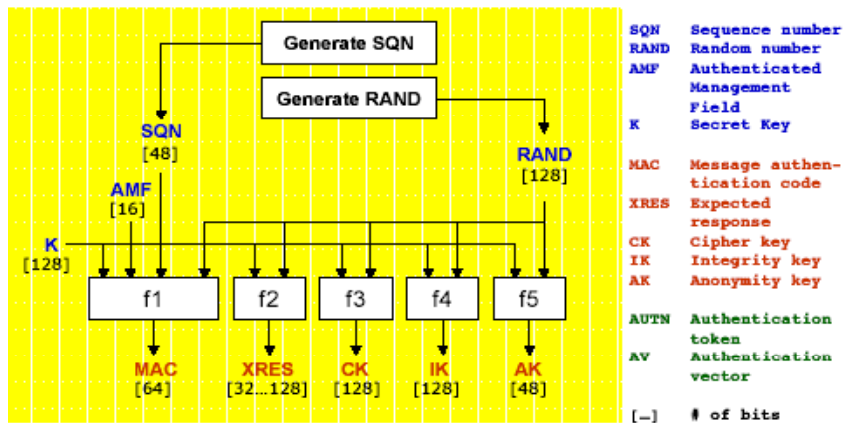 Generate SQN
Generate RAND
SQN
[48]
RAND
[128]
AMF
[16]
K
[128]
f1
f2
f3
f4
f5
MAC
[64]
XRES
[32...128]
CK
[128]
IK
[128]
AK
[48]
SQN Sequence number
RAND Random number
AMF Authenticated
Management
Field
K Secret Key
MAC Message authen-
tication code
XRES Expected
response
CK Cipher key
IK Integrity key
AK Anonymity key
AUTN Authentication
token
AV Authentication
vector
[…] # of bits